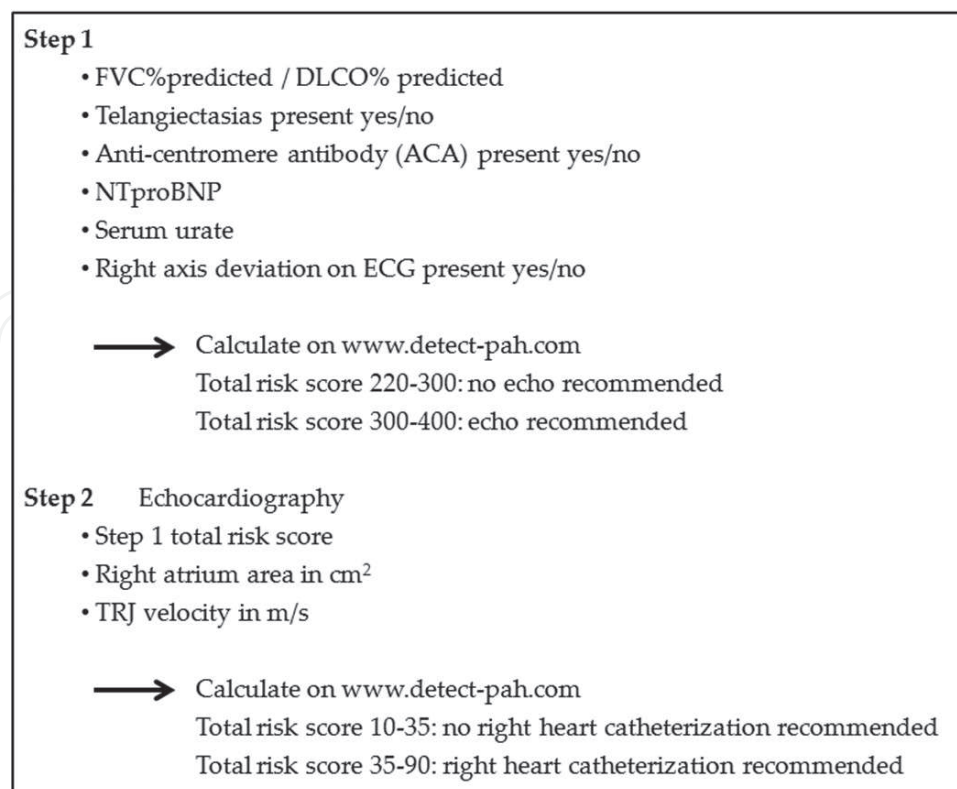 Step 1
• FVC%predicted / DLCO% predicted
• Telangiectasias present yes/no
• Anti-centromere antibody (ACA) present yes/no
• NTproBNP
• Serum urate
• Right axis deviation on ECG present yes/no
Calculate on www.detect-pah.com
Total risk score 220-300: no echo recommended
Total risk score 300-400: echo recommended
Step 2 Echocardiography
• Step 1 total risk score
• Right atrium area in cm²
• TRJ velocity in m/s
Calculate on www.detect-pah.com
Total risk score 10-35: no right heart catheterization recommended
Total risk score 35-90: right heart catheterization recommended